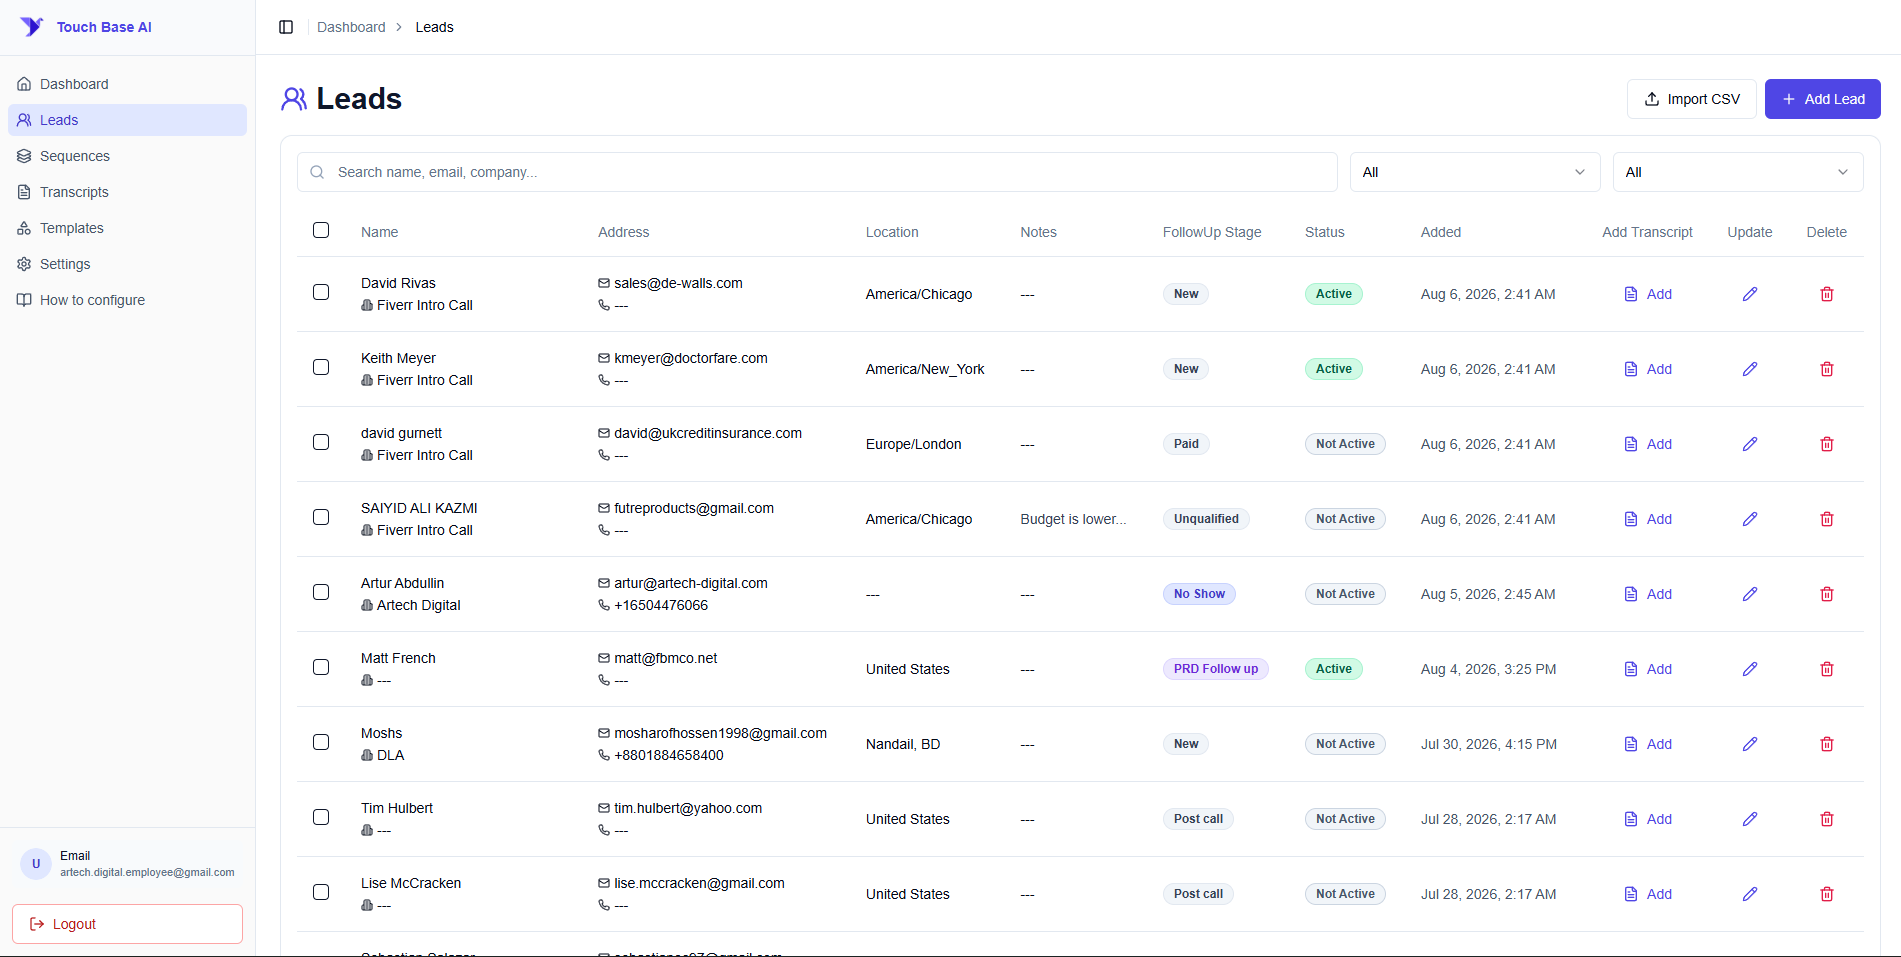 Touch Base AI
Dashboard
Leads
Sequences
Transcripts
Templates
Settings
How to configure
U
Email
artech.digital.employee@gmail.com
Logout
Dashboard > Leads
Leads
Import CSV
Add Lead
Search name, email, company...
All
All
Name Address Location Notes FollowUp Stage Status Added Add Transcript Update Delete
David Rivas sales@de-walls.com
Fiverr Intro Call ---
America/Chicago --- New Active Aug 6, 2026, 2:41 AM Add
Keith Meyer kmeyer@doctorfare.com
Fiverr Intro Call ---
America/New_York --- New Active Aug 6, 2026, 2:41 AM Add
david gurnett david@ukcreditinsurance.com
Fiverr Intro Call ---
Europe/London --- Paid Not Active Aug 6, 2026, 2:41 AM Add
SAIYID ALI KAZMI futreproducts@gmail.com
Fiverr Intro Call ---
America/Chicago Budget is lower... Unqualified Not Active Aug 6, 2026, 2:41 AM Add
Artur Abdullin artur@artech-digital.com
Artech Digital +16504476066
--- --- No Show Not Active Aug 5, 2026, 2:45 AM Add
Matt French matt@fbmco.net
--- ---
United States --- PRD Follow up Active Aug 4, 2026, 3:25 PM Add
Moshs mosharofhossen1998@gmail.com
DLA +8801884658400
Nandail, BD --- New Not Active Jul 30, 2026, 4:15 PM Add
Tim Hulbert tim.hulbert@yahoo.com
--- ---
United States --- Post call Not Active Jul 28, 2026, 2:17 AM Add
Lise McCracken lise.mccracken@gmail.com
--- ---
United States --- Post call Not Active Jul 28, 2026, 2:17 AM Add